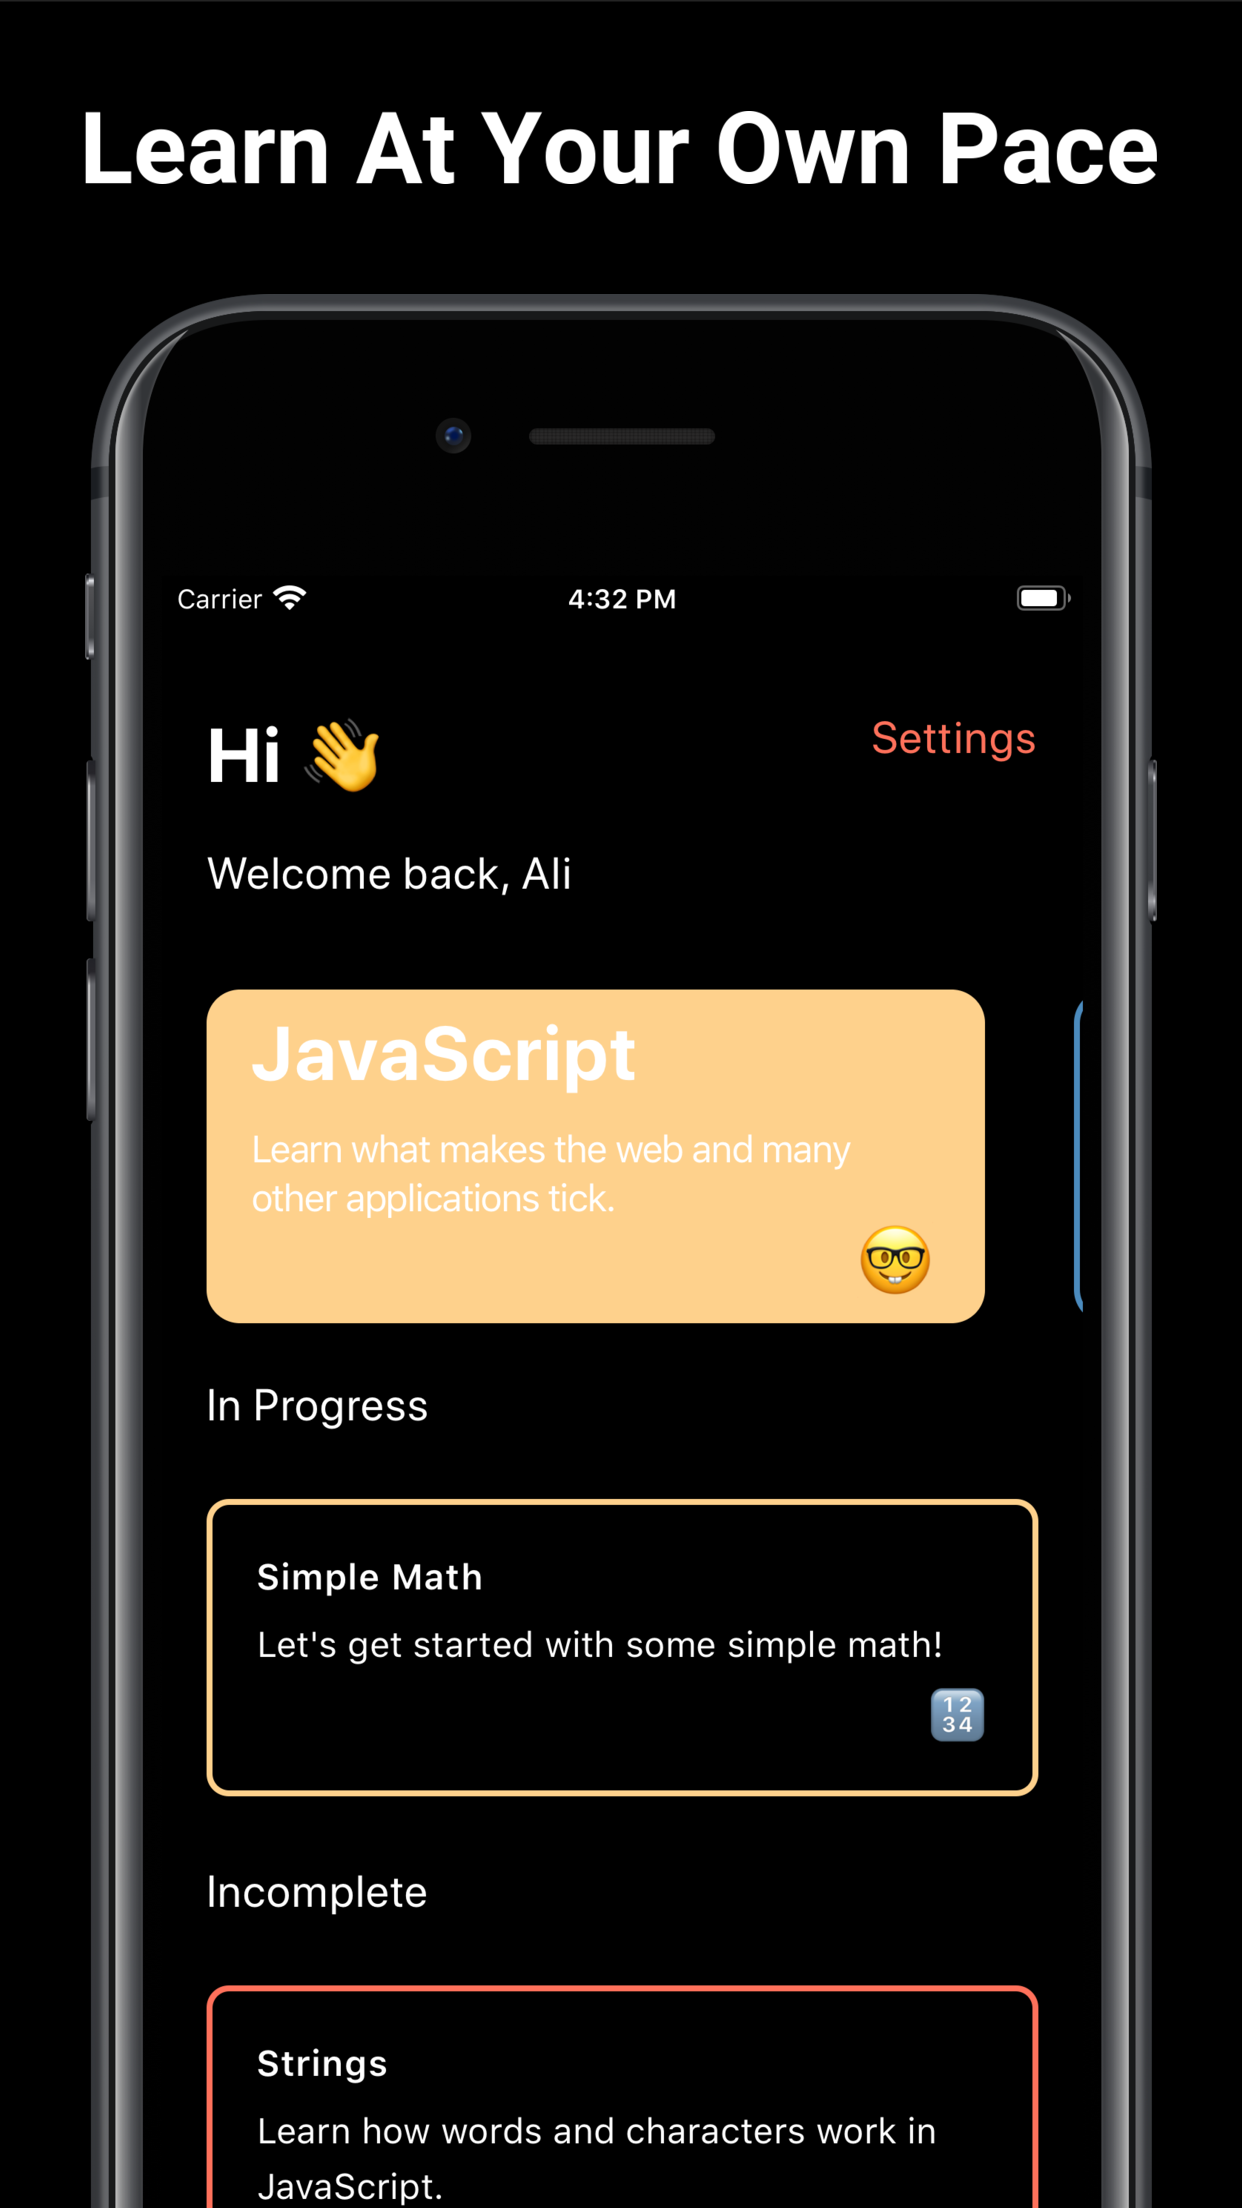 Learn At Your Own Pace
Carrier
4:32 PM
Hi 👋
Settings
Welcome back, Ali
JavaScript
Learn what makes the web and many
other applications tick.
In Progress
Simple Math
Let's get started with some simple math!
12
34
Incomplete
Strings
Learn how words and characters work in
JavaScript.